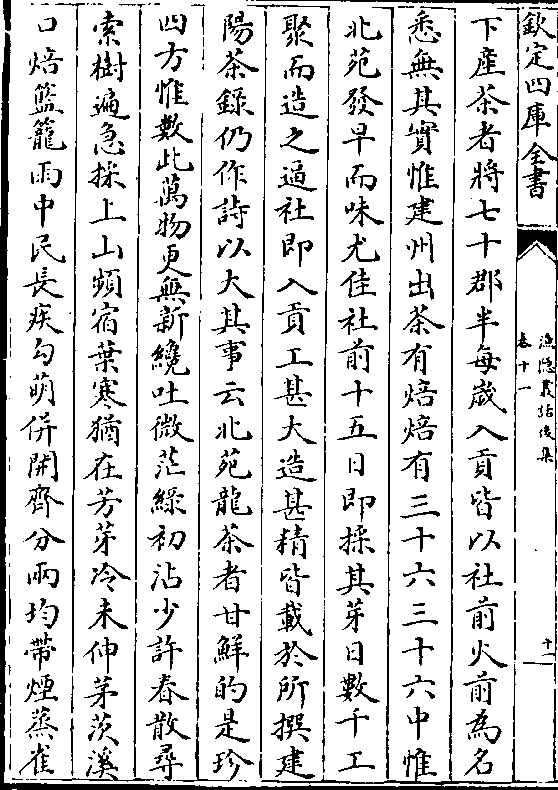 欽定四庫全書
漁隱叢話後集
卷十一
十一
下産茶者將七十郡半每歲入貢皆以社前火前為名
悉無其實惟建州出茶有焙焙有三十六三十六中惟
北苑發早而味尤佳社前十五日即採其芽日數千工
聚而造之逼社即入貢工甚大造甚精皆載於所撰建
陽茶錄仍作詩以大其事云北苑龍茶者甘鮮的是珍
四方惟數此萬物更無新纔吐微茫綠初沾少許春散尋
索樹遍急採上山頻宿葉寒猶在芳芽冷未伸茅茨溪
口焙籃籠雨中民長疾勾萌併開齊分兩均帶煙蒸雀